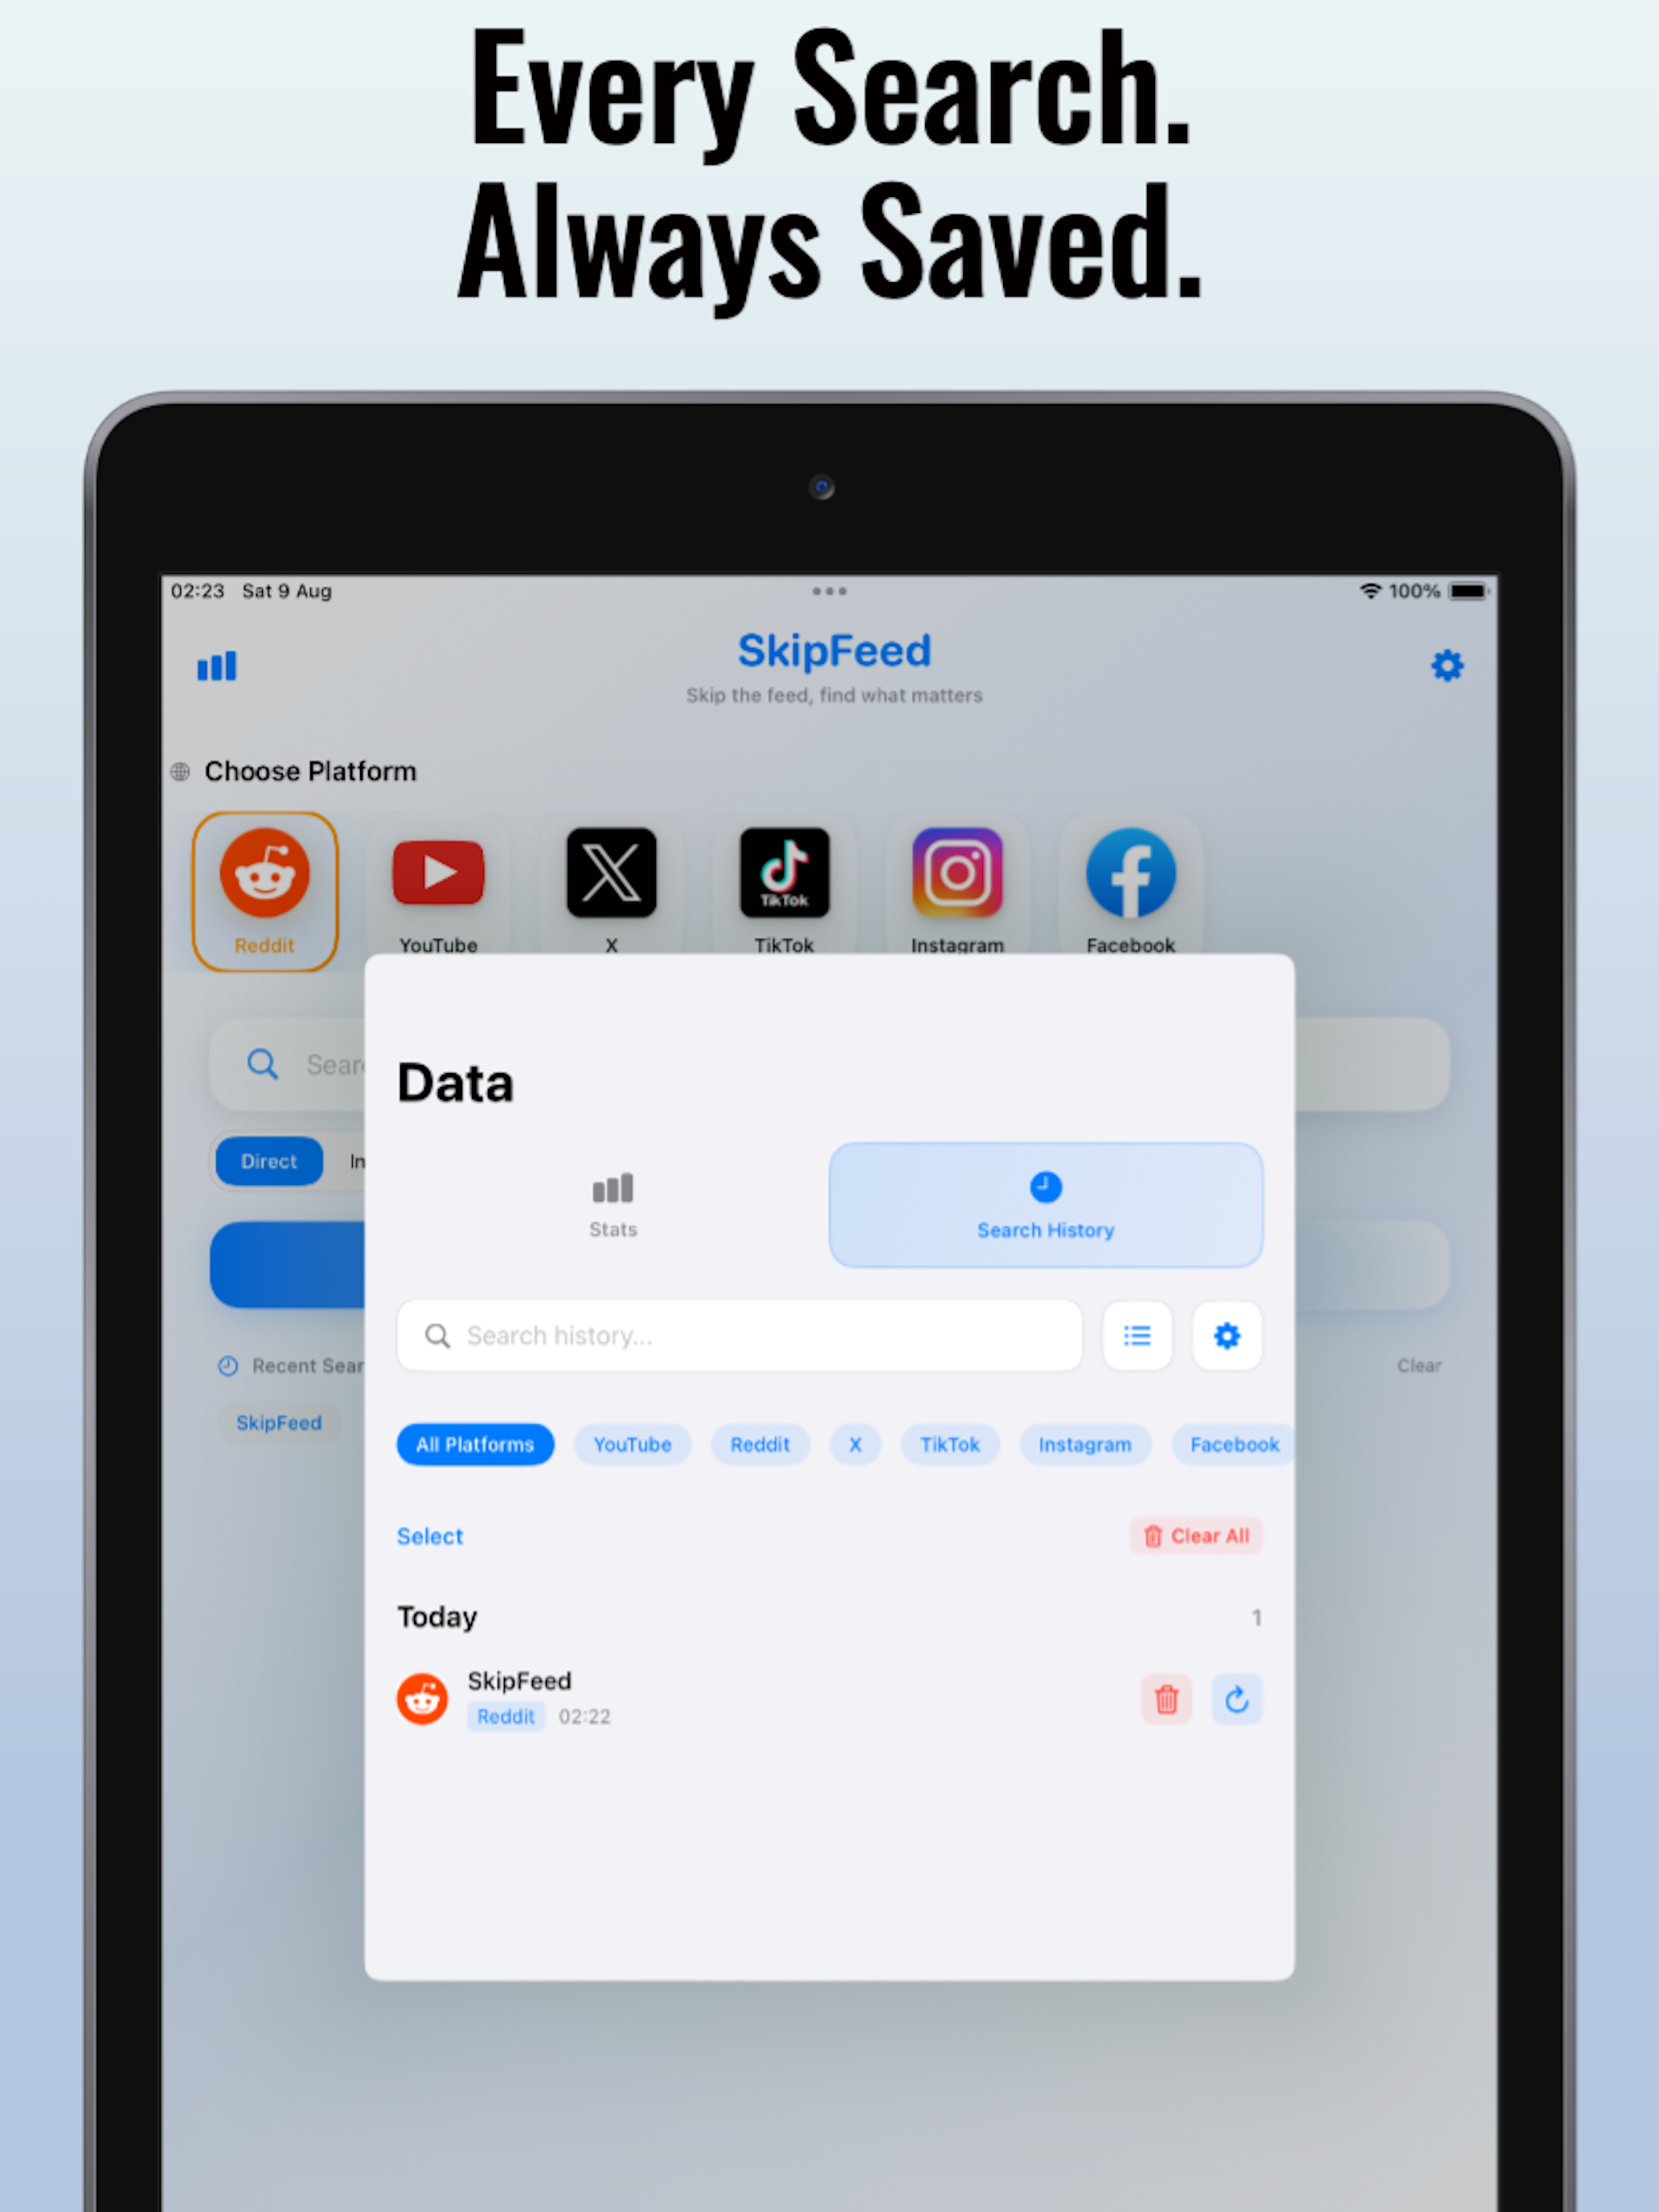 Every Search.
Always Saved.
02:23 Sat 9 Aug
100%
SkipFeed
Skip the feed, find what matters
Choose Platform
TikTok
Reddit YouTube X TikTok Instagram Facebook
Sear
Data
Direct In
Stats Search History
Search history...
Recent Sear
Clear
SkipFeed
All Platforms YouTube Reddit X TikTok Instagram Facebook
Select Clear All
Today 1
SkipFeed
Reddit 02:22